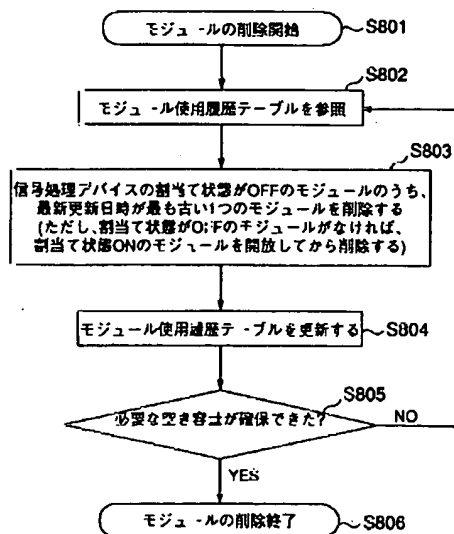 モジュールの削除開始
S801
S802
モジュール使用履歴テーブルを参照
S803
信号処理デバイスの割当て状態がOFFのモジュールのうち、
最新更新日時が最も古い1つのモジュールを削除する
(ただし、割当て状態がOFFのモジュールがなければ、
割当て状態ONのモジュールを開放してから削除する)
モジュール使用履歴テーブルを更新する
S804
S805
必要な空き容量が確保できた?
NO
YES
モジュールの削除終了
S806